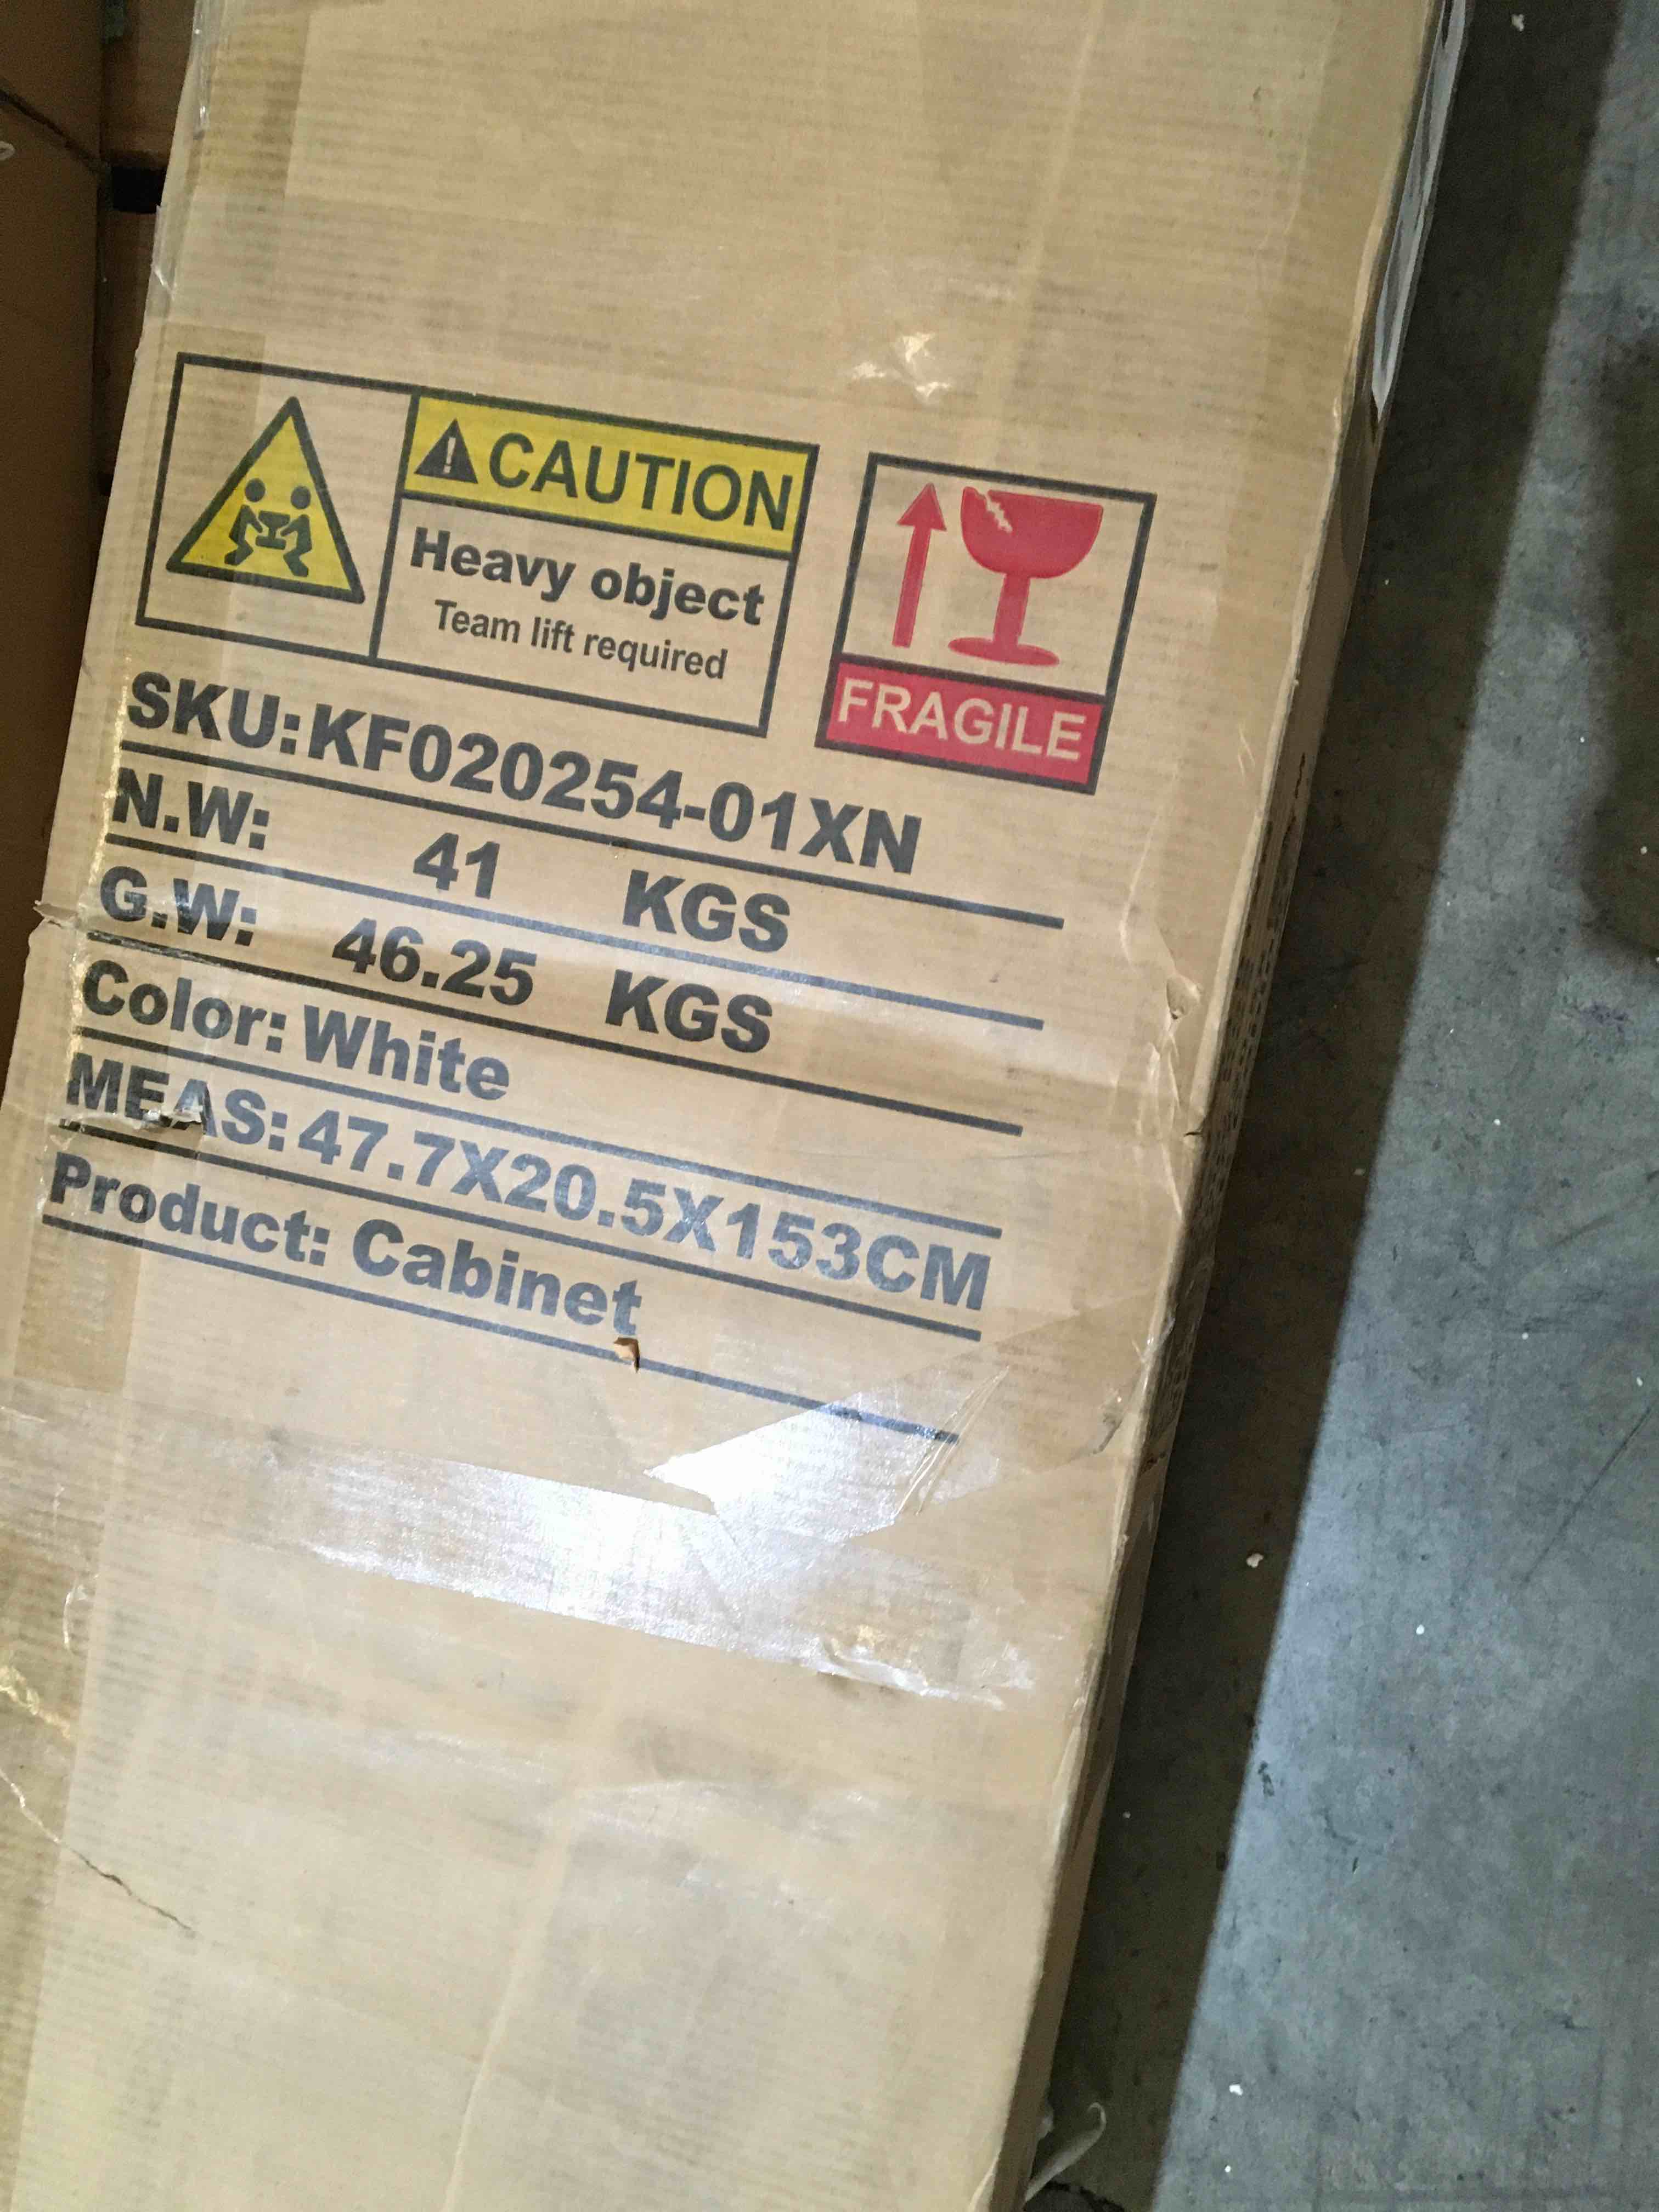 CAUTION
Heavy object
Team lift required
FRAGILE
SKU:KF020254-01XN
N.W: 41 KGS
G.W: 46.25 KGS
Color: White
MEAS:47.7X20.5X153CM
Product: Cabinet